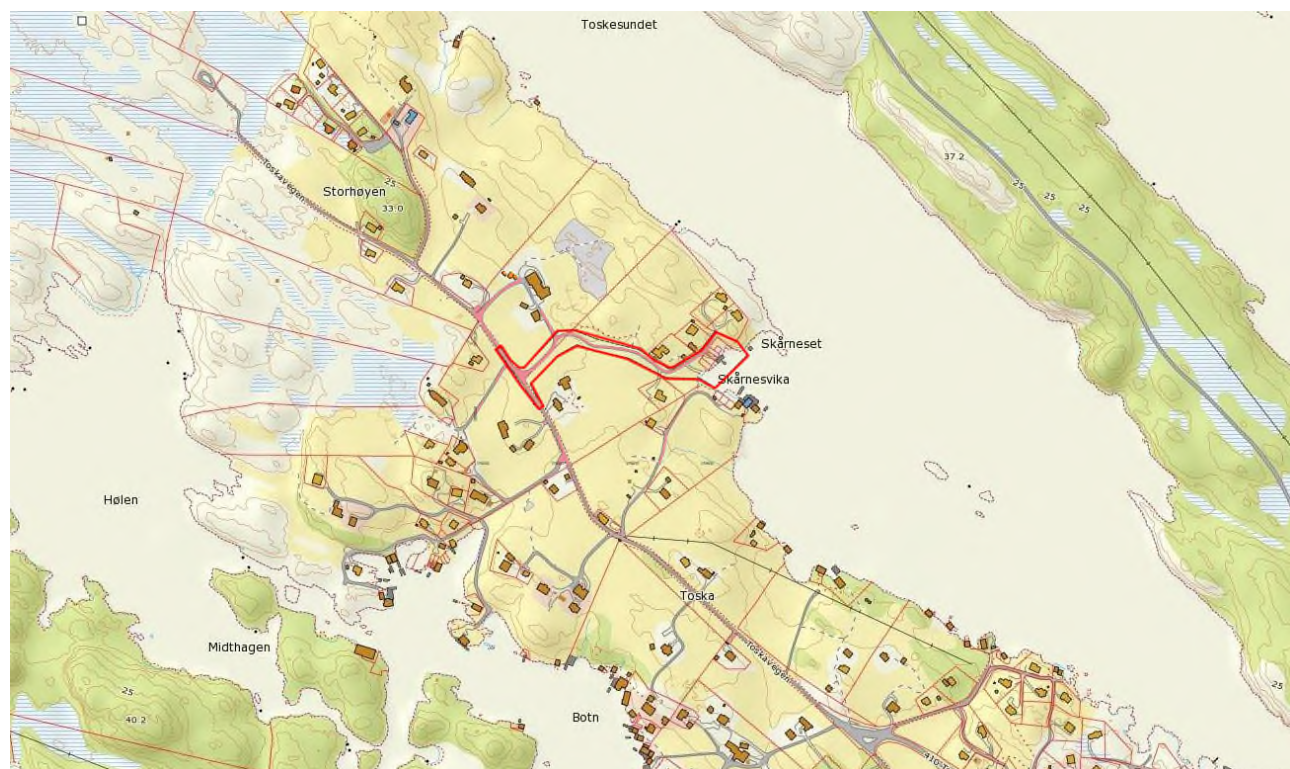 Toskesundet
37 2
25
25
25
Storhøyen
25
33 0
Toskavegen
Skårneset
Skårnesvika
Hølen
Toska
Toskavegen
Midthagen
25
40 2
Botn
25